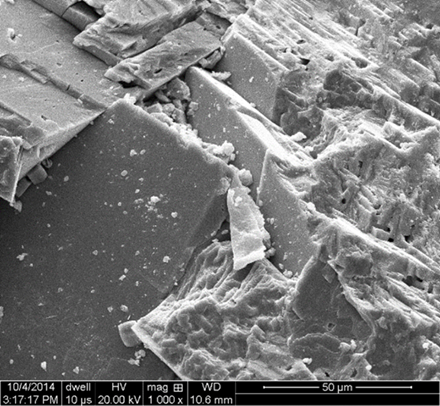 10/4/2014 dwell HV mag ⊞ WD 50 µm
3:17:17 PM 10 µs 20.00 kV 1 000 x 10.6 mm